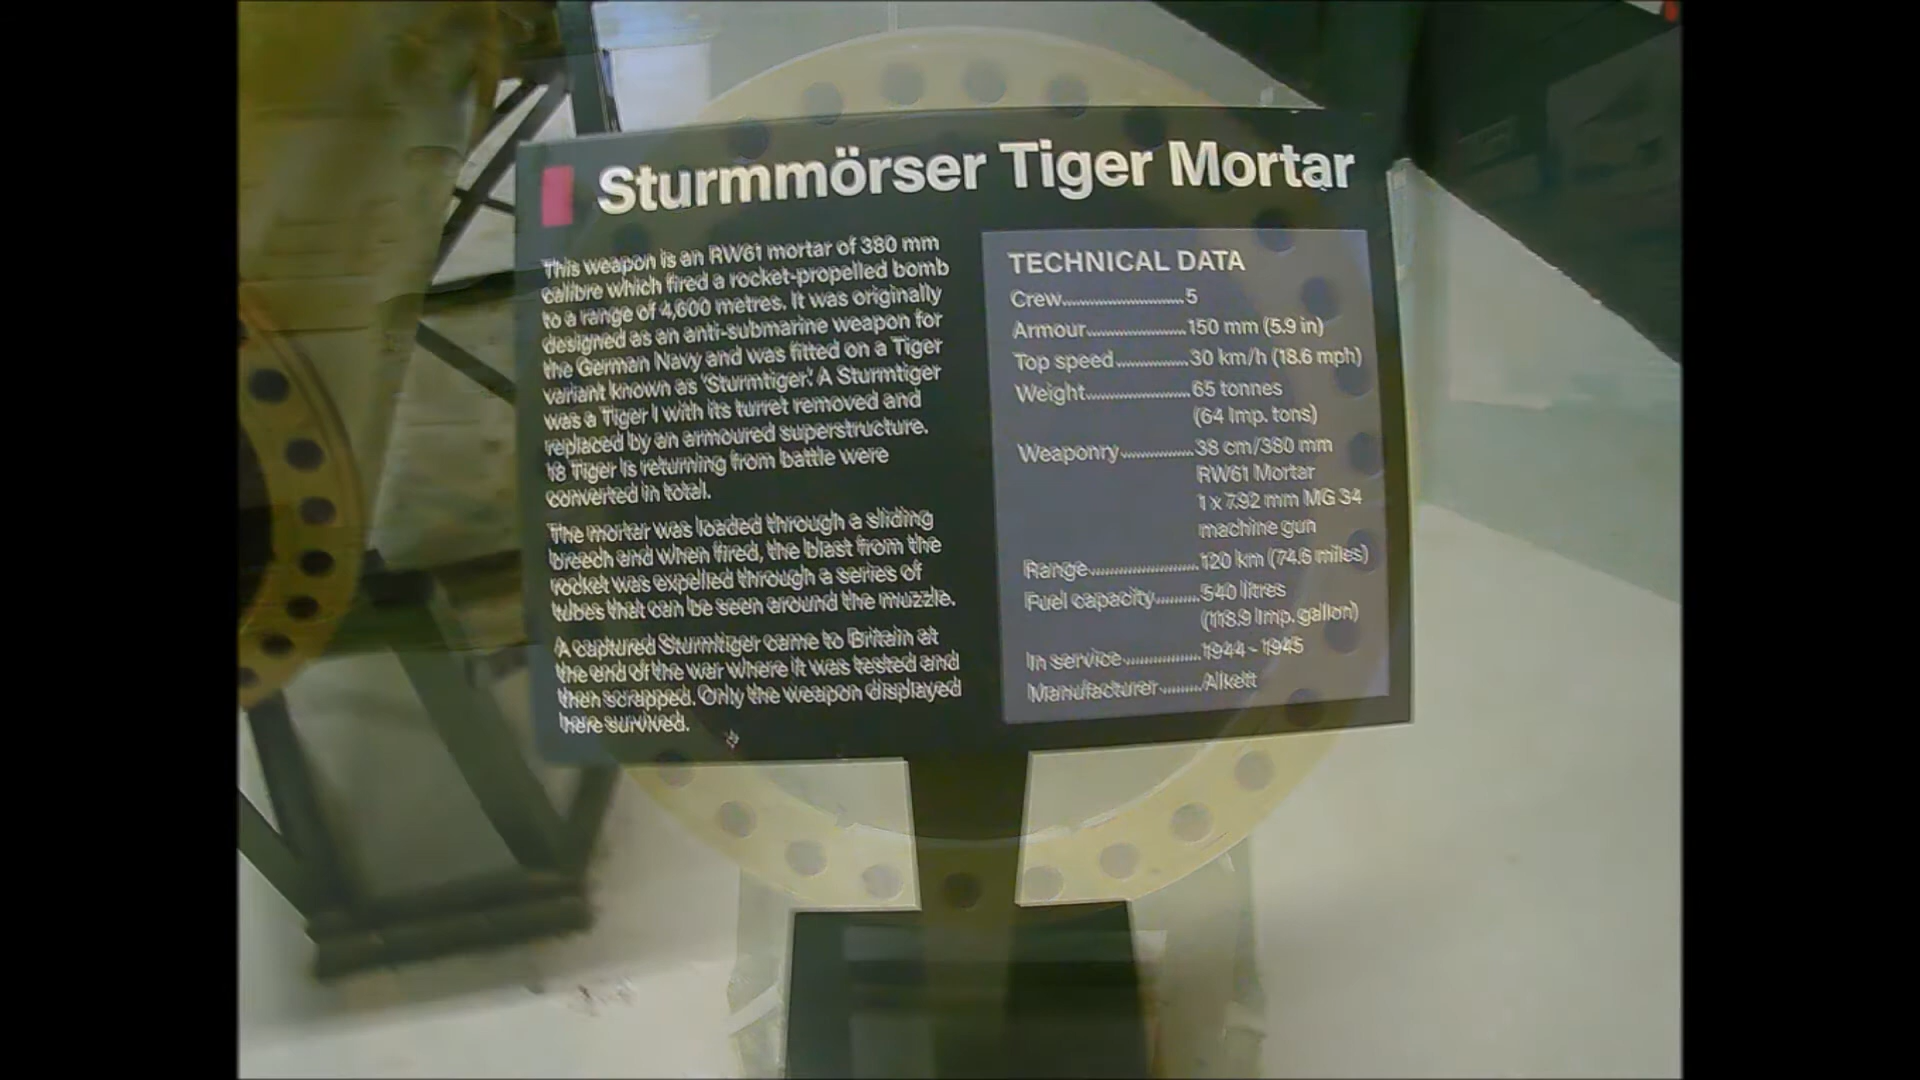 Sturmmörser Tiger Mortar
This weapon is an RW61 mortar of 380 mm
calibre which fired a rocket-propelled bomb
to a range of 4,600 metres. It was originally
designed as an anti-submarine weapon for
the German Navy and was fitted on a Tiger
variant known as 'Sturmtiger'. A Sturmtiger
was a Tiger I with its turret removed and
replaced by an armoured superstructure.
18 Tiger Is returning from battle were
converted in total.
The mortar was loaded through a sliding
breech and when fired, the blast from the
rocket was expelled through a series of
tubes that can be seen around the muzzle.
A captured Sturmtiger came to Britain at
the end of the war where it was tested and
then scrapped. Only the weapon displayed
here survived.
TECHNICAL DATA
Crew..............................5
Armour........................150 mm (5.9 in)
Top speed.................30 km/h (18.6 mph)
Weight.........................65 tonnes
(64 Imp. tons)
Weaponry.................38 cm/380 mm
RW61 Mortar
1 x 7.92 mm MG 34
machine gun
Range..........................120 km (74.6 miles)
Fuel capacity..........540 litres
(118.9 Imp. gallon)
In service..................1944 - 1945
Manufacturer.........Alkett